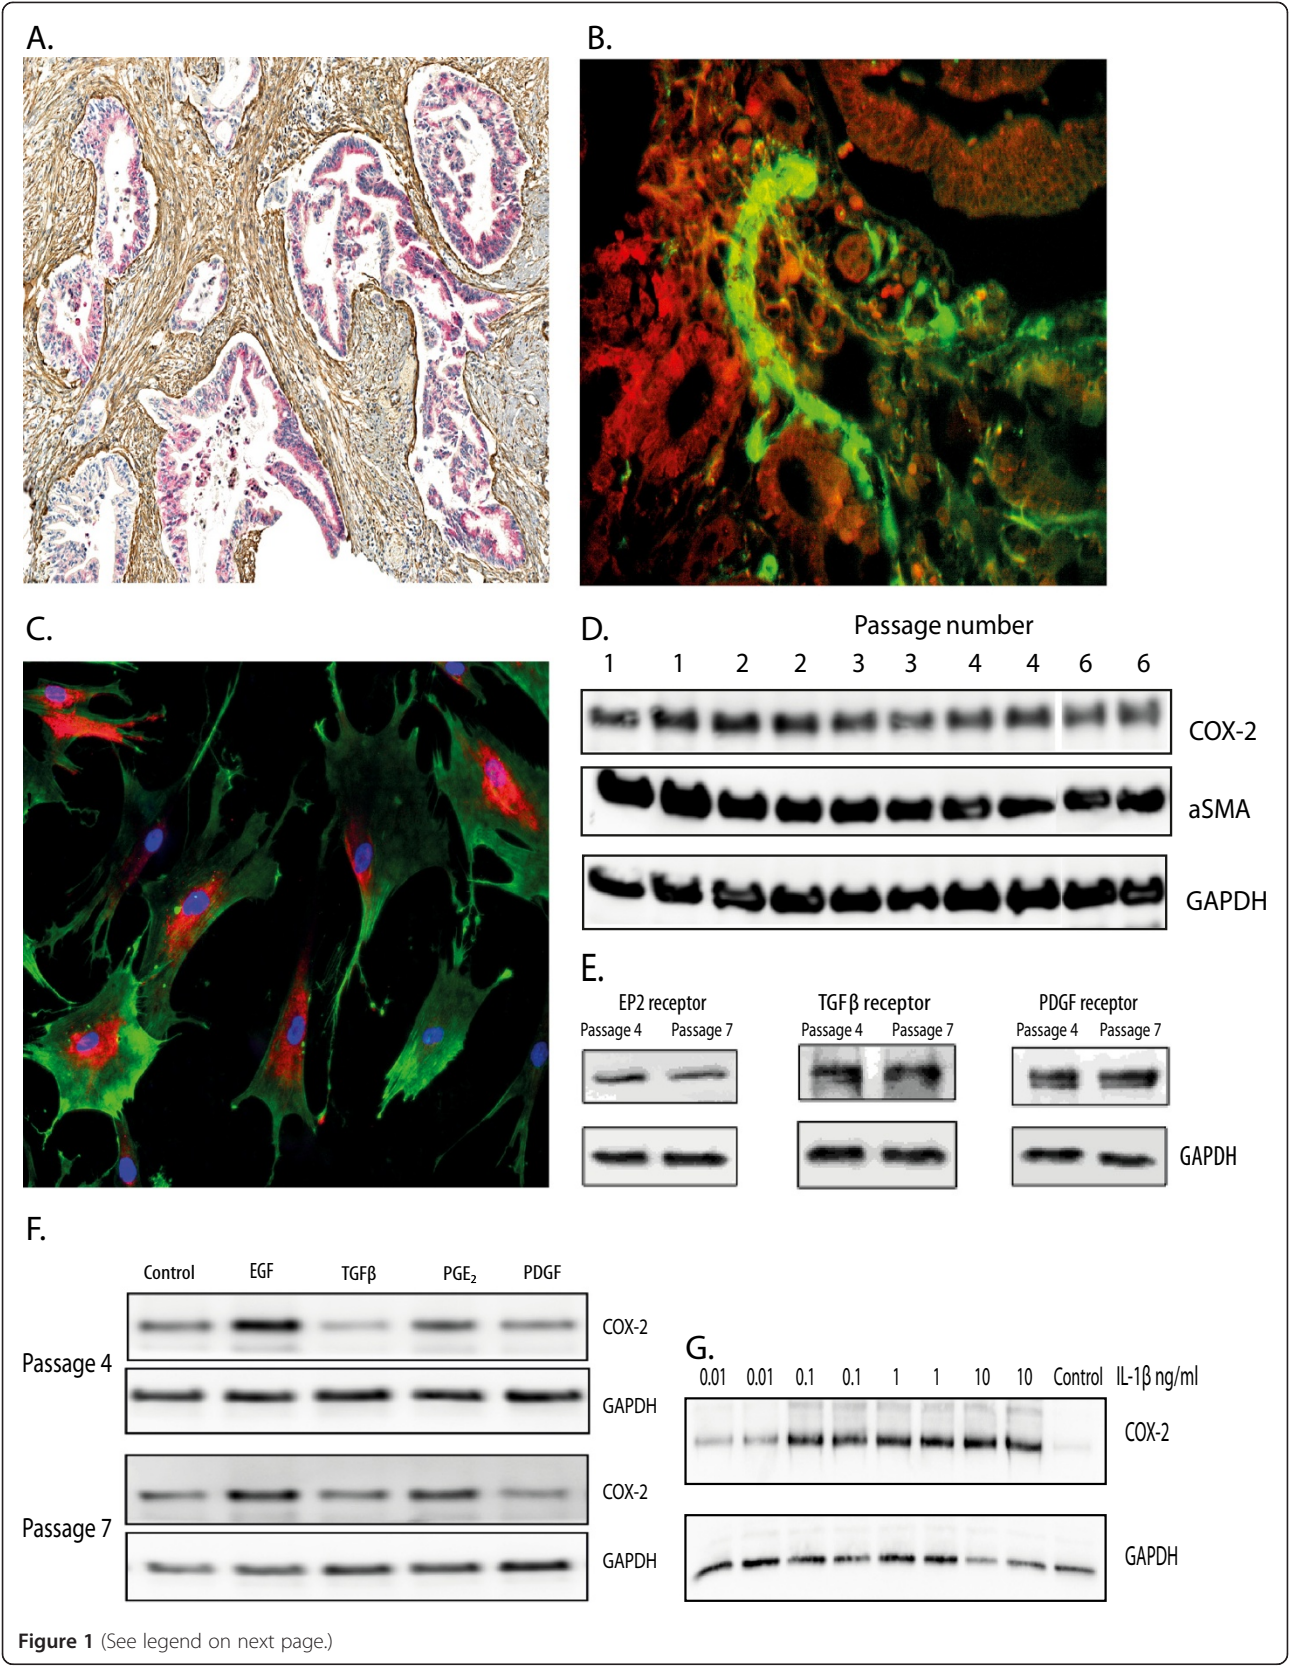 A.
B.
C.
D.
Passage number
1 1 2 2 3 3 4 4 6 6
COX-2
aSMA
GAPDH
E.
EP2 receptor TGFβ receptor PDGF receptor
Passage 4 Passage 7 Passage 4 Passage 7 Passage 4 Passage 7
GAPDH
F.
Control EGF TGFβ PGE₂ PDGF
Passage 4
COX-2
GAPDH
Passage 7
COX-2
GAPDH
G.
0.01 0.01 0.1 0.1 1 1 10 10 Control IL-1β ng/ml
COX-2
GAPDH
Figure 1 (See legend on next page.)